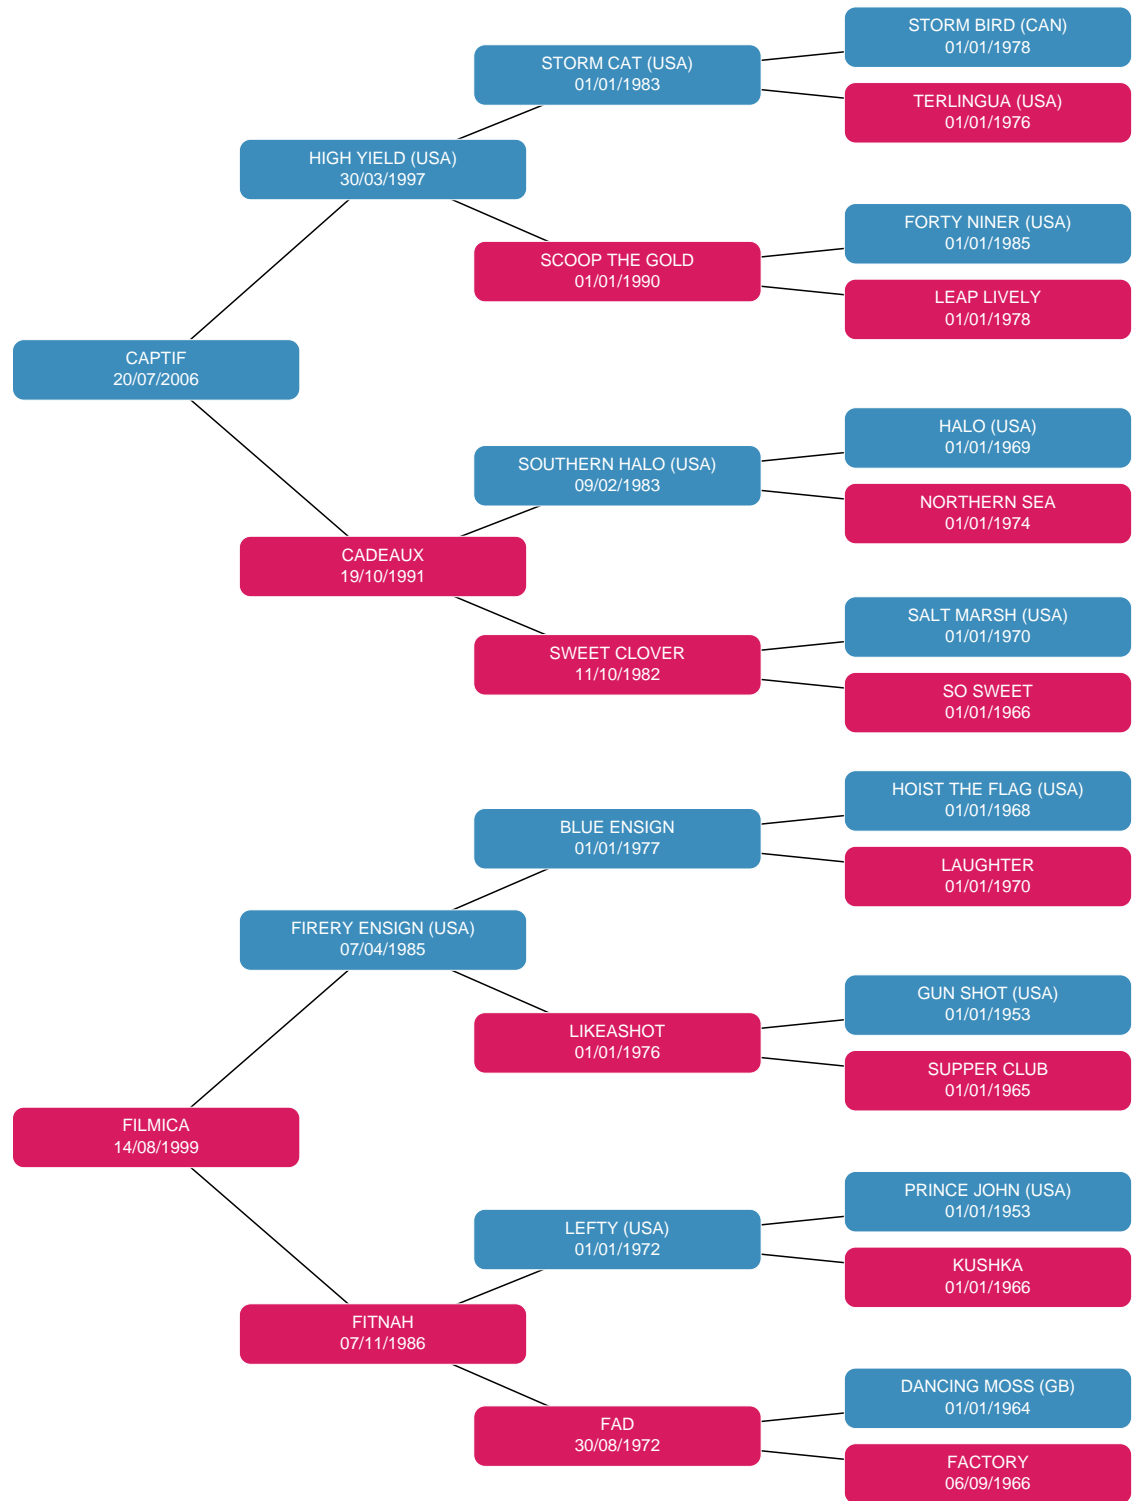 STORM BIRD (CAN)
01/01/1978
STORM CAT (USA)
01/01/1983
TERLINGUA (USA)
01/01/1976
HIGH YIELD (USA)
30/03/1997
FORTY NINER (USA)
01/01/1985
SCOOP THE GOLD
01/01/1990
LEAP LIVELY
01/01/1978
CAPTIF
20/07/2006
HALO (USA)
01/01/1969
SOUTHERN HALO (USA)
09/02/1983
NORTHERN SEA
01/01/1974
CADEAUX
19/10/1991
SALT MARSH (USA)
01/01/1970
SWEET CLOVER
11/10/1982
SO SWEET
01/01/1966
HOIST THE FLAG (USA)
01/01/1968
BLUE ENSIGN
01/01/1977
LAUGHTER
01/01/1970
FIRERY ENSIGN (USA)
07/04/1985
GUN SHOT (USA)
01/01/1953
LIKEASHOT
01/01/1976
SUPPER CLUB
01/01/1965
FILMICA
14/08/1999
PRINCE JOHN (USA)
01/01/1953
LEFTY (USA)
01/01/1972
KUSHKA
01/01/1966
FITNAH
07/11/1986
DANCING MOSS (GB)
01/01/1964
FAD
30/08/1972
FACTORY
06/09/1966